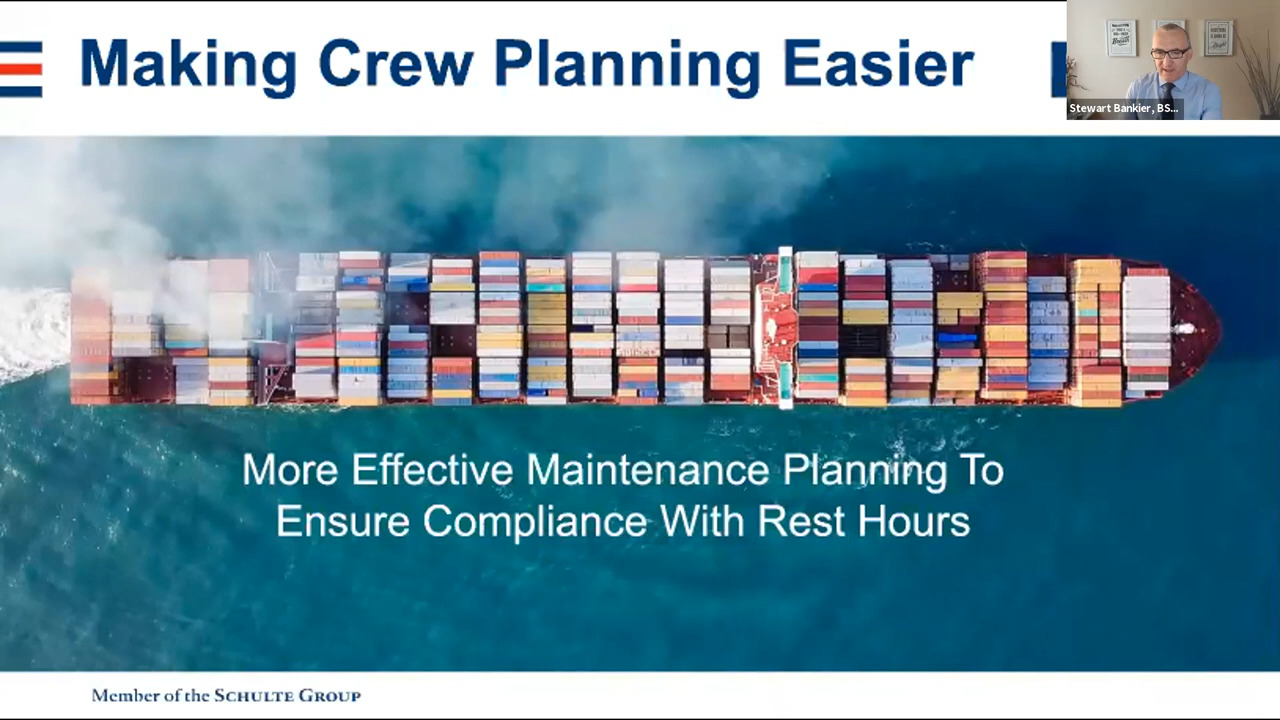 Making Crew Planning Easier
Stewart Bankier, BS...
More Effective Maintenance Planning To
Ensure Compliance With Rest Hours
Member of the SCHULTE GROUP